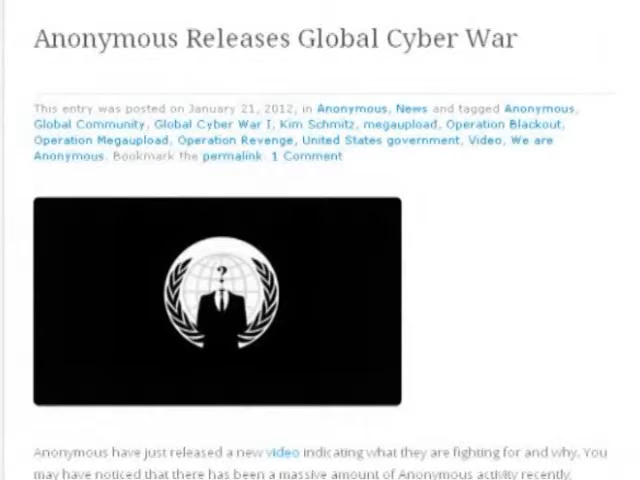 Anonymous Releases Global Cyber War
This entry was posted on January 21, 2012, in Anonymous, News and tagged Anonymous,
Global Community, Global Cyber War I, Kim Schmitz, megaupload, Operation Blackout,
Operation Megaupload, Operation Revenge, United States government, Video, We are
Anonymous. Bookmark the permalink. 1 Comment
?
Anonymous have just released a new video indicating what they are fighting for and why. You
may have noticed that there has been a massive amount of Anonymous activity recently,